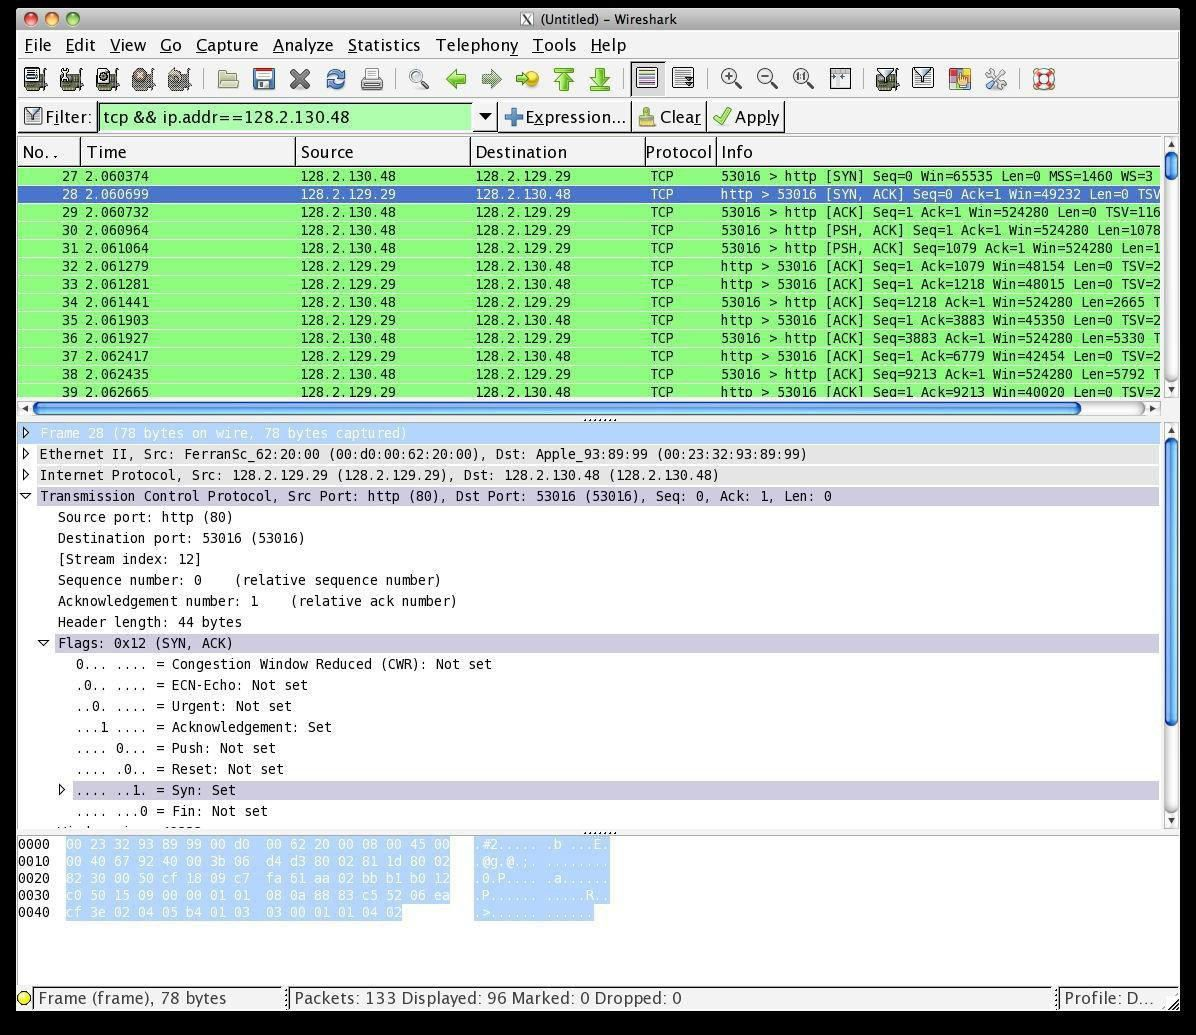 (Untitled) - Wireshark
File Edit View Go Capture Analyze Statistics Telephony Tools Help
Filter: tcp && ip.addr==128.2.130.48 Expression... Clear Apply
No. . Time Source Destination Protocol Info
27 2.060374 128.2.130.48 128.2.129.29 TCP 53016 > http [SYN] Seq=0 Win=65535 Len=0 MSS=1460 WS=3
28 2.060699 128.2.129.29 128.2.130.48 TCP http > 53016 [SYN, ACK] Seq=0 Ack=1 Win=49232 Len=0 TSV
29 2.060732 128.2.130.48 128.2.129.29 TCP 53016 > http [ACK] Seq=1 Ack=1 Win=524280 Len=0 TSV=116
30 2.060964 128.2.130.48 128.2.129.29 TCP 53016 > http [PSH, ACK] Seq=1 Ack=1 Win=524280 Len=1078
31 2.061064 128.2.130.48 128.2.129.29 TCP 53016 > http [PSH, ACK] Seq=1079 Ack=1 Win=524280 Len=1
32 2.061279 128.2.129.29 128.2.130.48 TCP http > 53016 [ACK] Seq=1 Ack=1079 Win=48154 Len=0 TSV=2
33 2.061281 128.2.129.29 128.2.130.48 TCP http > 53016 [ACK] Seq=1 Ack=1218 Win=48015 Len=0 TSV=2
34 2.061441 128.2.130.48 128.2.129.29 TCP 53016 > http [ACK] Seq=1218 Ack=1 Win=524280 Len=2665 T
35 2.061903 128.2.129.29 128.2.130.48 TCP http > 53016 [ACK] Seq=1 Ack=3883 Win=45350 Len=0 TSV=2
36 2.061927 128.2.130.48 128.2.129.29 TCP 53016 > http [ACK] Seq=3883 Ack=1 Win=524280 Len=5330 T
37 2.062417 128.2.129.29 128.2.130.48 TCP http > 53016 [ACK] Seq=1 Ack=6779 Win=42454 Len=0 TSV=2
38 2.062435 128.2.130.48 128.2.129.29 TCP 53016 > http [ACK] Seq=9213 Ack=1 Win=524280 Len=5792 T
39 2.062665 128.2.129.29 128.2.130.48 TCP http > 53016 [ACK] Seq=1 Ack=9213 Win=40020 Len=0 TSV=2
Frame 28 (78 bytes on wire, 78 bytes captured)
Ethernet II, Src: FerranSc_62:20:00 (00:d0:00:62:20:00), Dst: Apple_93:89:99 (00:23:32:93:89:99)
Internet Protocol, Src: 128.2.129.29 (128.2.129.29), Dst: 128.2.130.48 (128.2.130.48)
Transmission Control Protocol, Src Port: http (80), Dst Port: 53016 (53016), Seq: 0, Ack: 1, Len: 0
Source port: http (80)
Destination port: 53016 (53016)
[Stream index: 12]
Sequence number: 0 (relative sequence number)
Acknowledgement number: 1 (relative ack number)
Header length: 44 bytes
Flags: 0x12 (SYN, ACK)
0... .... = Congestion Window Reduced (CWR): Not set
.0.. .... = ECN-Echo: Not set
..0. .... = Urgent: Not set
...1 .... = Acknowledgement: Set
.... 0... = Push: Not set
.... .0.. = Reset: Not set
.... ..1. = Syn: Set
.... ...0 = Fin: Not set
0000 00 23 32 93 89 99 00 d0 00 62 20 00 08 00 45 00 .#2..... .b ...E.
0010 00 40 67 92 40 00 3b 06 d4 d3 80 02 81 1d 80 02 .@g.@.;. ........
0020 82 30 00 50 cf 18 09 c7 fa 61 aa 02 bb b1 b0 12 .0.P.... .a......
0030 c0 50 15 09 00 00 01 01 08 0a 88 83 c5 52 06 ea .P...... .....R..
0040 cf 3e 02 04 05 b4 01 03 03 00 01 01 04 02 .>...... ......
Frame (frame), 78 bytes Packets: 133 Displayed: 96 Marked: 0 Dropped: 0 Profile: D...